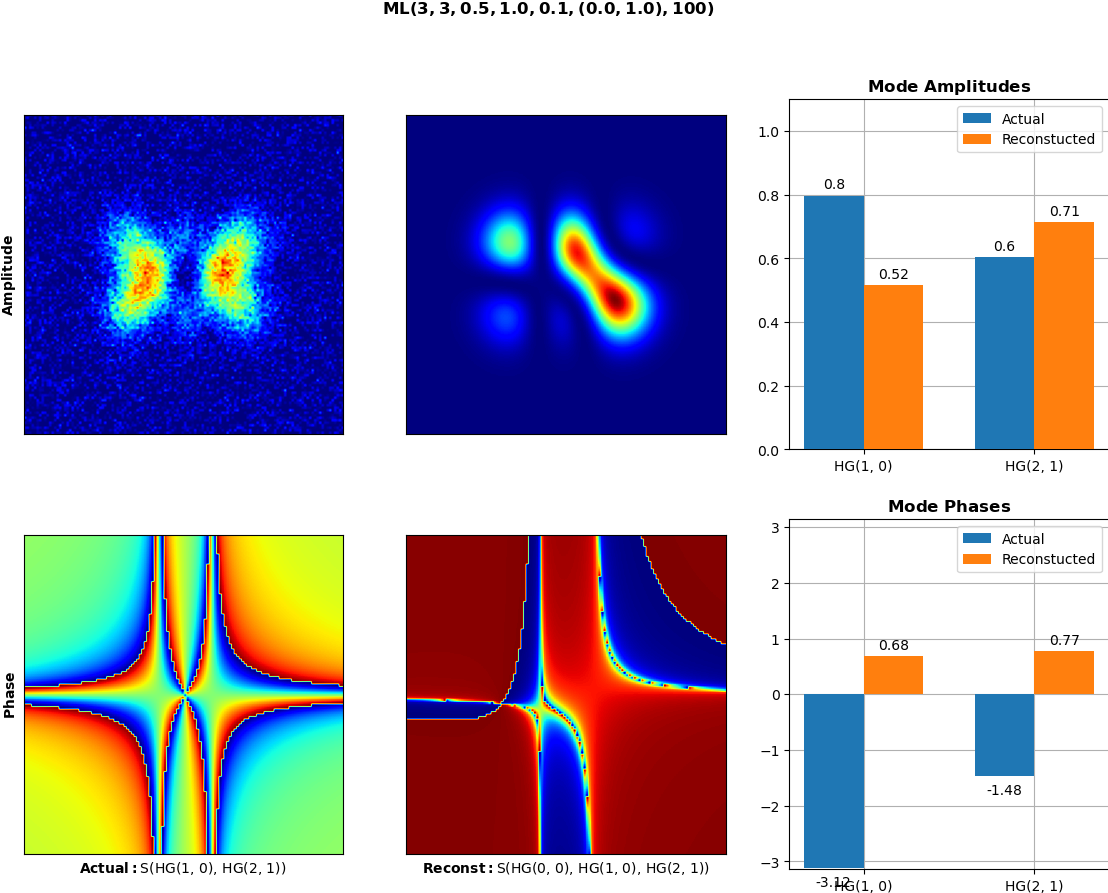 ML(3, 3, 0.5, 1.0, 0.1, (0.0, 1.0), 100)
Amplitude
Mode Amplitudes
Actual
Reconstucted
1.0
0.8
0.6
0.4
0.2
0.0
0.8
0.52
0.6
0.71
HG(1, 0)
HG(2, 1)
Phase
Actual: S(HG(1, 0), HG(2, 1))
Reconst: S(HG(0, 0), HG(1, 0), HG(2, 1))
Mode Phases
Actual
Reconstucted
3
2
1
0
−1
−2
−3
0.68
0.77
-1.48
-3.12
HG(1, 0)
HG(2, 1)